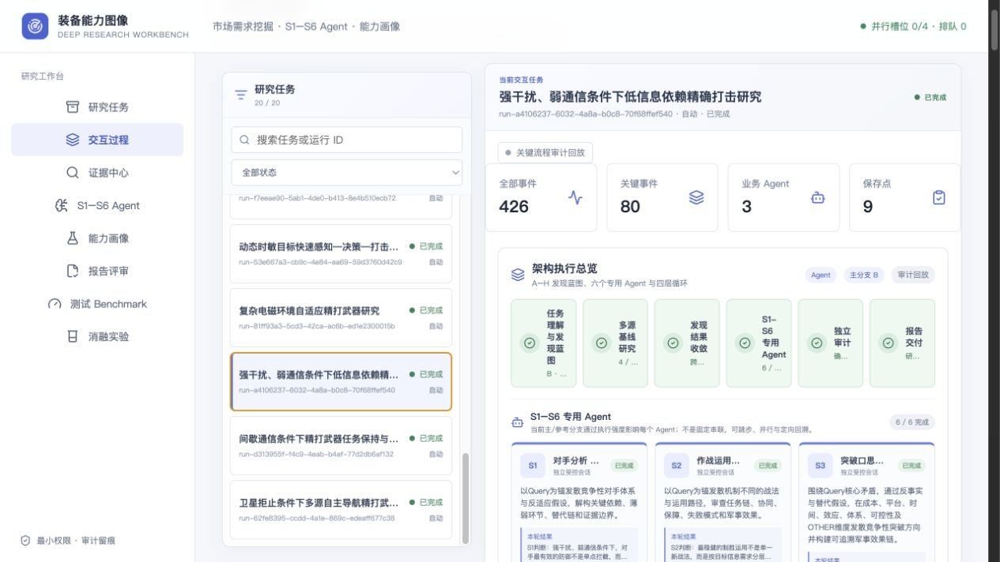 装备能力图像
DEEP RESEARCH WORKBENCH
市场需求挖掘 · S1—S6 Agent · 能力画像
并行槽位 0/4 · 排队 0
研究工作台
研究任务
交互过程
证据中心
S1—S6 Agent
能力画像
报告评审
测试 Benchmark
消融实验
最小权限 · 审计留痕
研究任务
20 / 20
搜索任务或运行 ID
全部状态
run-f7eeae90-5ab1-4de0-b413-8e4b510ecb72 自动
动态时敏目标快速感知—决策—打击... 已完成
run-53e667a3-cb9c-4e84-aa69-59d3760d42c9 自动
复杂电磁环境自适应精打武器研究 已完成
run-81ff93a3-5cd3-42ca-ac6b-ed1e2300015b 自动
强干扰、弱通信条件下低信息依赖精... 已完成
run-a4106237-6032-4a8a-b0c8-70f68ffef540 自动
间歇通信条件下精打武器任务保持与... 已完成
run-d313955f-f4c9-4eab-b4af-77d2db6af132 自动
卫星拒止条件下多源自主导航精打武... 已完成
run-62fe8395-ccdd-4a1e-869c-edeaff677c38 自动
当前交互任务
强干扰、弱通信条件下低信息依赖精确打击研究
已完成
run-a4106237-6032-4a8a-b0c8-70f68ffef540 · 自动 · 已完成
关键流程审计回放
全部事件
426
关键事件
80
业务 Agent
3
保存点
9
架构执行总览
A—H 发现蓝图、六个专用 Agent 与四层循环
Agent
主分支 B
审计回放
任务
理解
与发
现蓝
图
B · ...
多源
基线
研究
4 / ...
发现
结果
收敛
跨...
S1—
S6
专用
Agent
6 / ...
独立
审计
确...
报告
交付
研...
S1—S6 专用 Agent
当前主/参考分支通过执行强度影响每个 Agent；不是固定串联，可跳步、并行与定向回溯。
6 / 6 完成
S1
对手分析 ...
独立受控会话
已完成
以Query为锚发散竞争性对手体系
与反适应假设，解构关键依赖、薄
弱环节、替代链和证据边界。
本轮结果
S1判断：强干扰、弱通信条件下，对
手最有效的防御不是单点拦截，而...
S2
作战运用...
独立受控会话
已完成
以Query为锚发散机制不同的战法
与运用路径，审查任务链、协同、
保障、失败模式和军事效果。
本轮结果
S2判断：最稳健的制胜运用不是单一
新战法，而是按目标信息需求分层...
S3
突破口思...
独立受控会话
已完成
围绕Query核心矛盾，通过反事实
与替代假设，在成本、平台、时
间、效应、体系、可控性及
OTHER维度发散竞争性突破方向
并构建可追溯军事效果链。
本轮结果